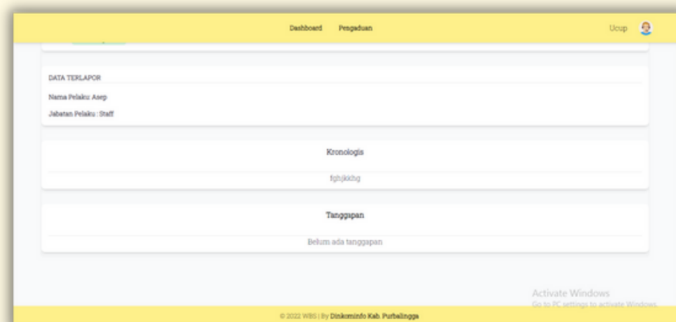 Dashboard Pengaduan Ucup
DATA TERLAPOR
Nama Pelaku: Asep
Jabatan Pelaku : Staff
Kronologis
fghjkkhg
Tanggapan
Belum ada tanggapan
Activate Windows
Go to PC settings to activate Windows.
© 2022 WBS | By Dinkominfo Kab. Purbalingga